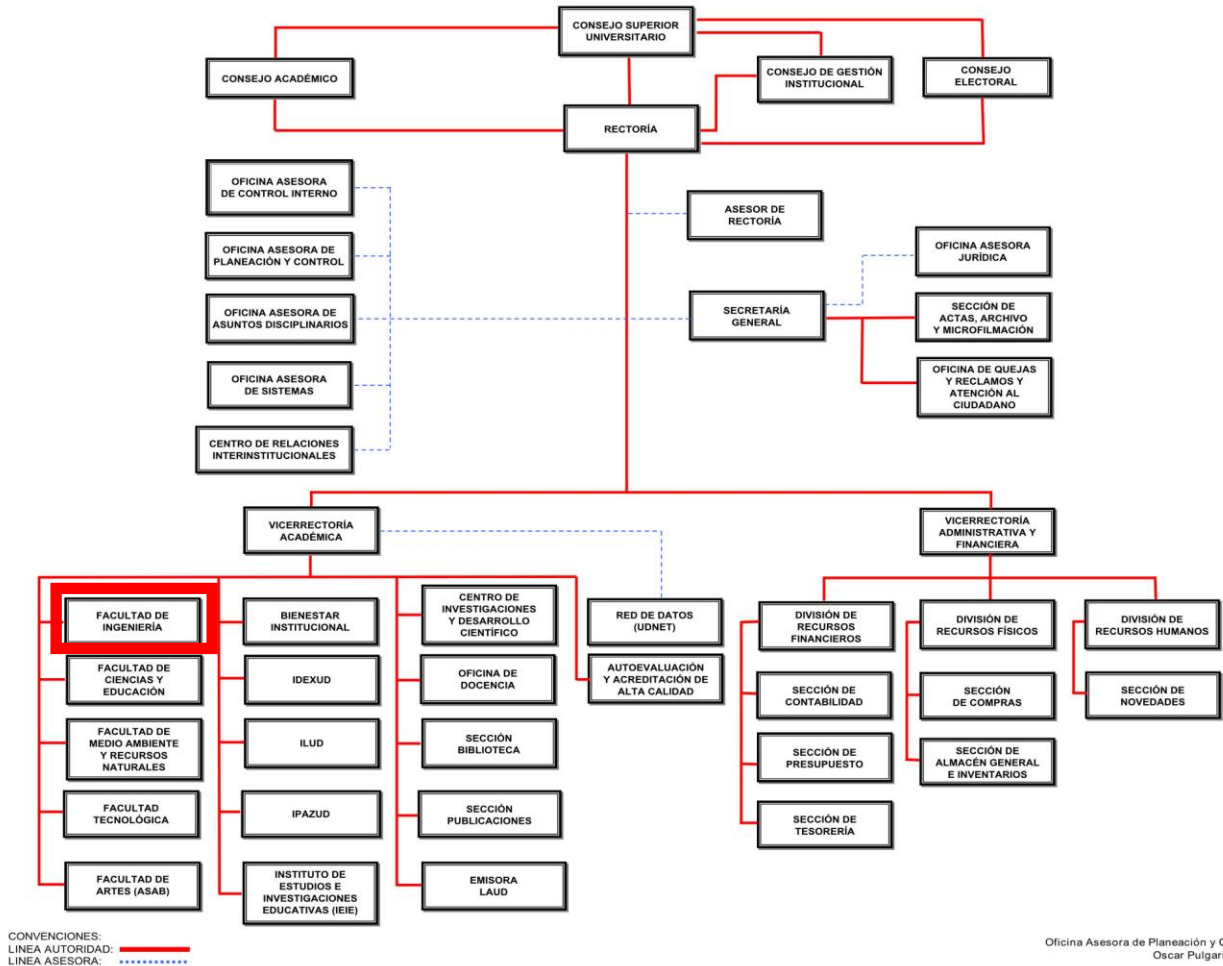 CONSEJO SUPERIOR
UNIVERSITARIO
CONSEJO ACADÉMICO
CONSEJO DE GESTIÓN
INSTITUCIONAL
CONSEJO
ELECTORAL
RECTORÍA
OFICINA ASESORA
DE CONTROL INTERNO
ASESOR DE
RECTORÍA
OFICINA ASESORA DE
PLANEACIÓN Y CONTROL
OFICINA ASESORA
JURÍDICA
OFICINA ASESORA DE
ASUNTOS DISCIPLINARIOS
SECRETARÍA
GENERAL
SECCIÓN DE
ACTAS, ARCHIVO
Y MICROFILMACIÓN
OFICINA ASESORA
DE SISTEMAS
OFICINA DE QUEJAS
Y RECLAMOS Y
ATENCIÓN AL
CIUDADANO
CENTRO DE RELACIONES
INTERINSTITUCIONALES
VICERRECTORÍA
ACADÉMICA
VICERRECTORÍA
ADMINISTRATIVA Y
FINANCIERA
FACULTAD DE
INGENIERÍA
BIENESTAR
INSTITUCIONAL
CENTRO DE
INVESTIGACIONES
Y DESARROLLO
CIENTÍFICO
RED DE DATOS
(UDNET)
DIVISIÓN DE
RECURSOS
FINANCIEROS
DIVISIÓN DE
RECURSOS FÍSICOS
DIVISIÓN DE
RECURSOS HUMANOS
FACULTAD DE
CIENCIAS Y
EDUCACIÓN
IDEXUD
OFICINA DE
DOCENCIA
AUTOEVALUACIÓN
Y ACREDITACIÓN DE
ALTA CALIDAD
SECCIÓN DE
CONTABILIDAD
SECCIÓN
DE COMPRAS
SECCIÓN DE
NOVEDADES
FACULTAD DE
MEDIO AMBIENTE
Y RECURSOS
NATURALES
ILUD
SECCIÓN
BIBLIOTECA
SECCIÓN DE
PRESUPUESTO
SECCIÓN DE
ALMACÉN GENERAL
E INVENTARIOS
FACULTAD
TECNOLÓGICA
IPAZUD
SECCIÓN
PUBLICACIONES
SECCIÓN DE
TESORERÍA
FACULTAD DE
ARTES (ASAB)
INSTITUTO DE
ESTUDIOS E
INVESTIGACIONES
EDUCATIVAS (IEIE)
EMISORA
LAUD
CONVENCIONES:
LINEA AUTORIDAD:
LINEA ASESORA:
Oficina Asesora de Planeación y
Oscar